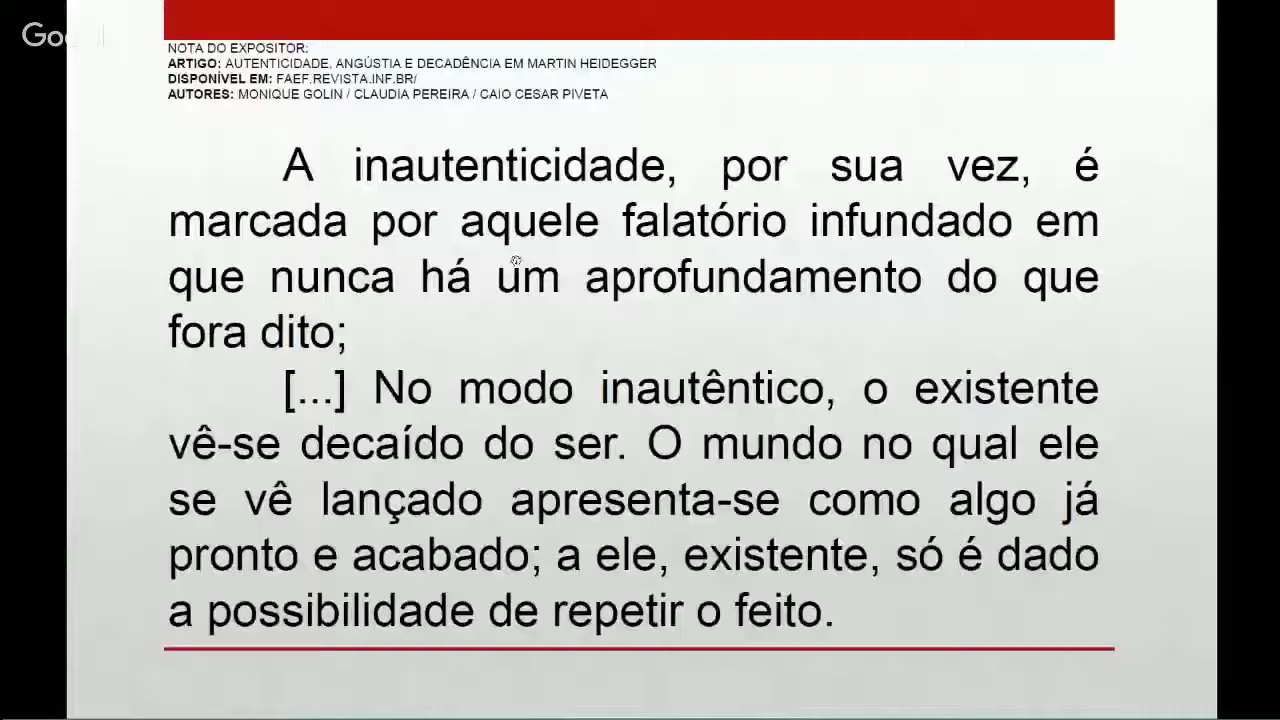 NOTA DO EXPOSITOR:
ARTIGO: AUTENTICIDADE, ANGÚSTIA E DECADÊNCIA EM MARTIN HEIDEGGER
DISPONÍVEL EM: FAEF.REVISTA.INF.BR/
AUTORES: MONIQUE GOLIN / CLAUDIA PEREIRA / CAIO CESAR PIVETA
A inautenticidade, por sua vez, é
marcada por aquele falatório infundado em
que nunca há um aprofundamento do que
fora dito;
[...] No modo inautêntico, o existente
vê-se decaído do ser. O mundo no qual ele
se vê lançado apresenta-se como algo já
pronto e acabado; a ele, existente, só é dado
a possibilidade de repetir o feito.